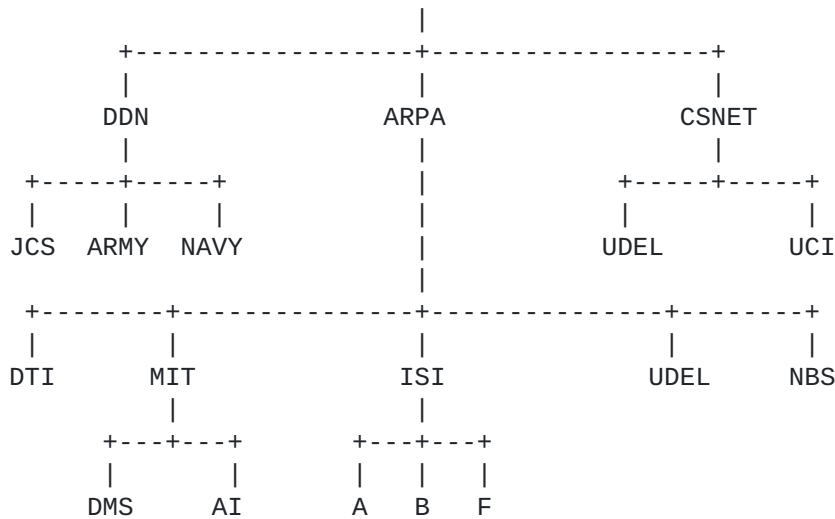 DDN ARPA CSNET
JCS ARMY NAVY UDEL UCI
DTI MIT ISI UDEL NBS
DMS AI A B F